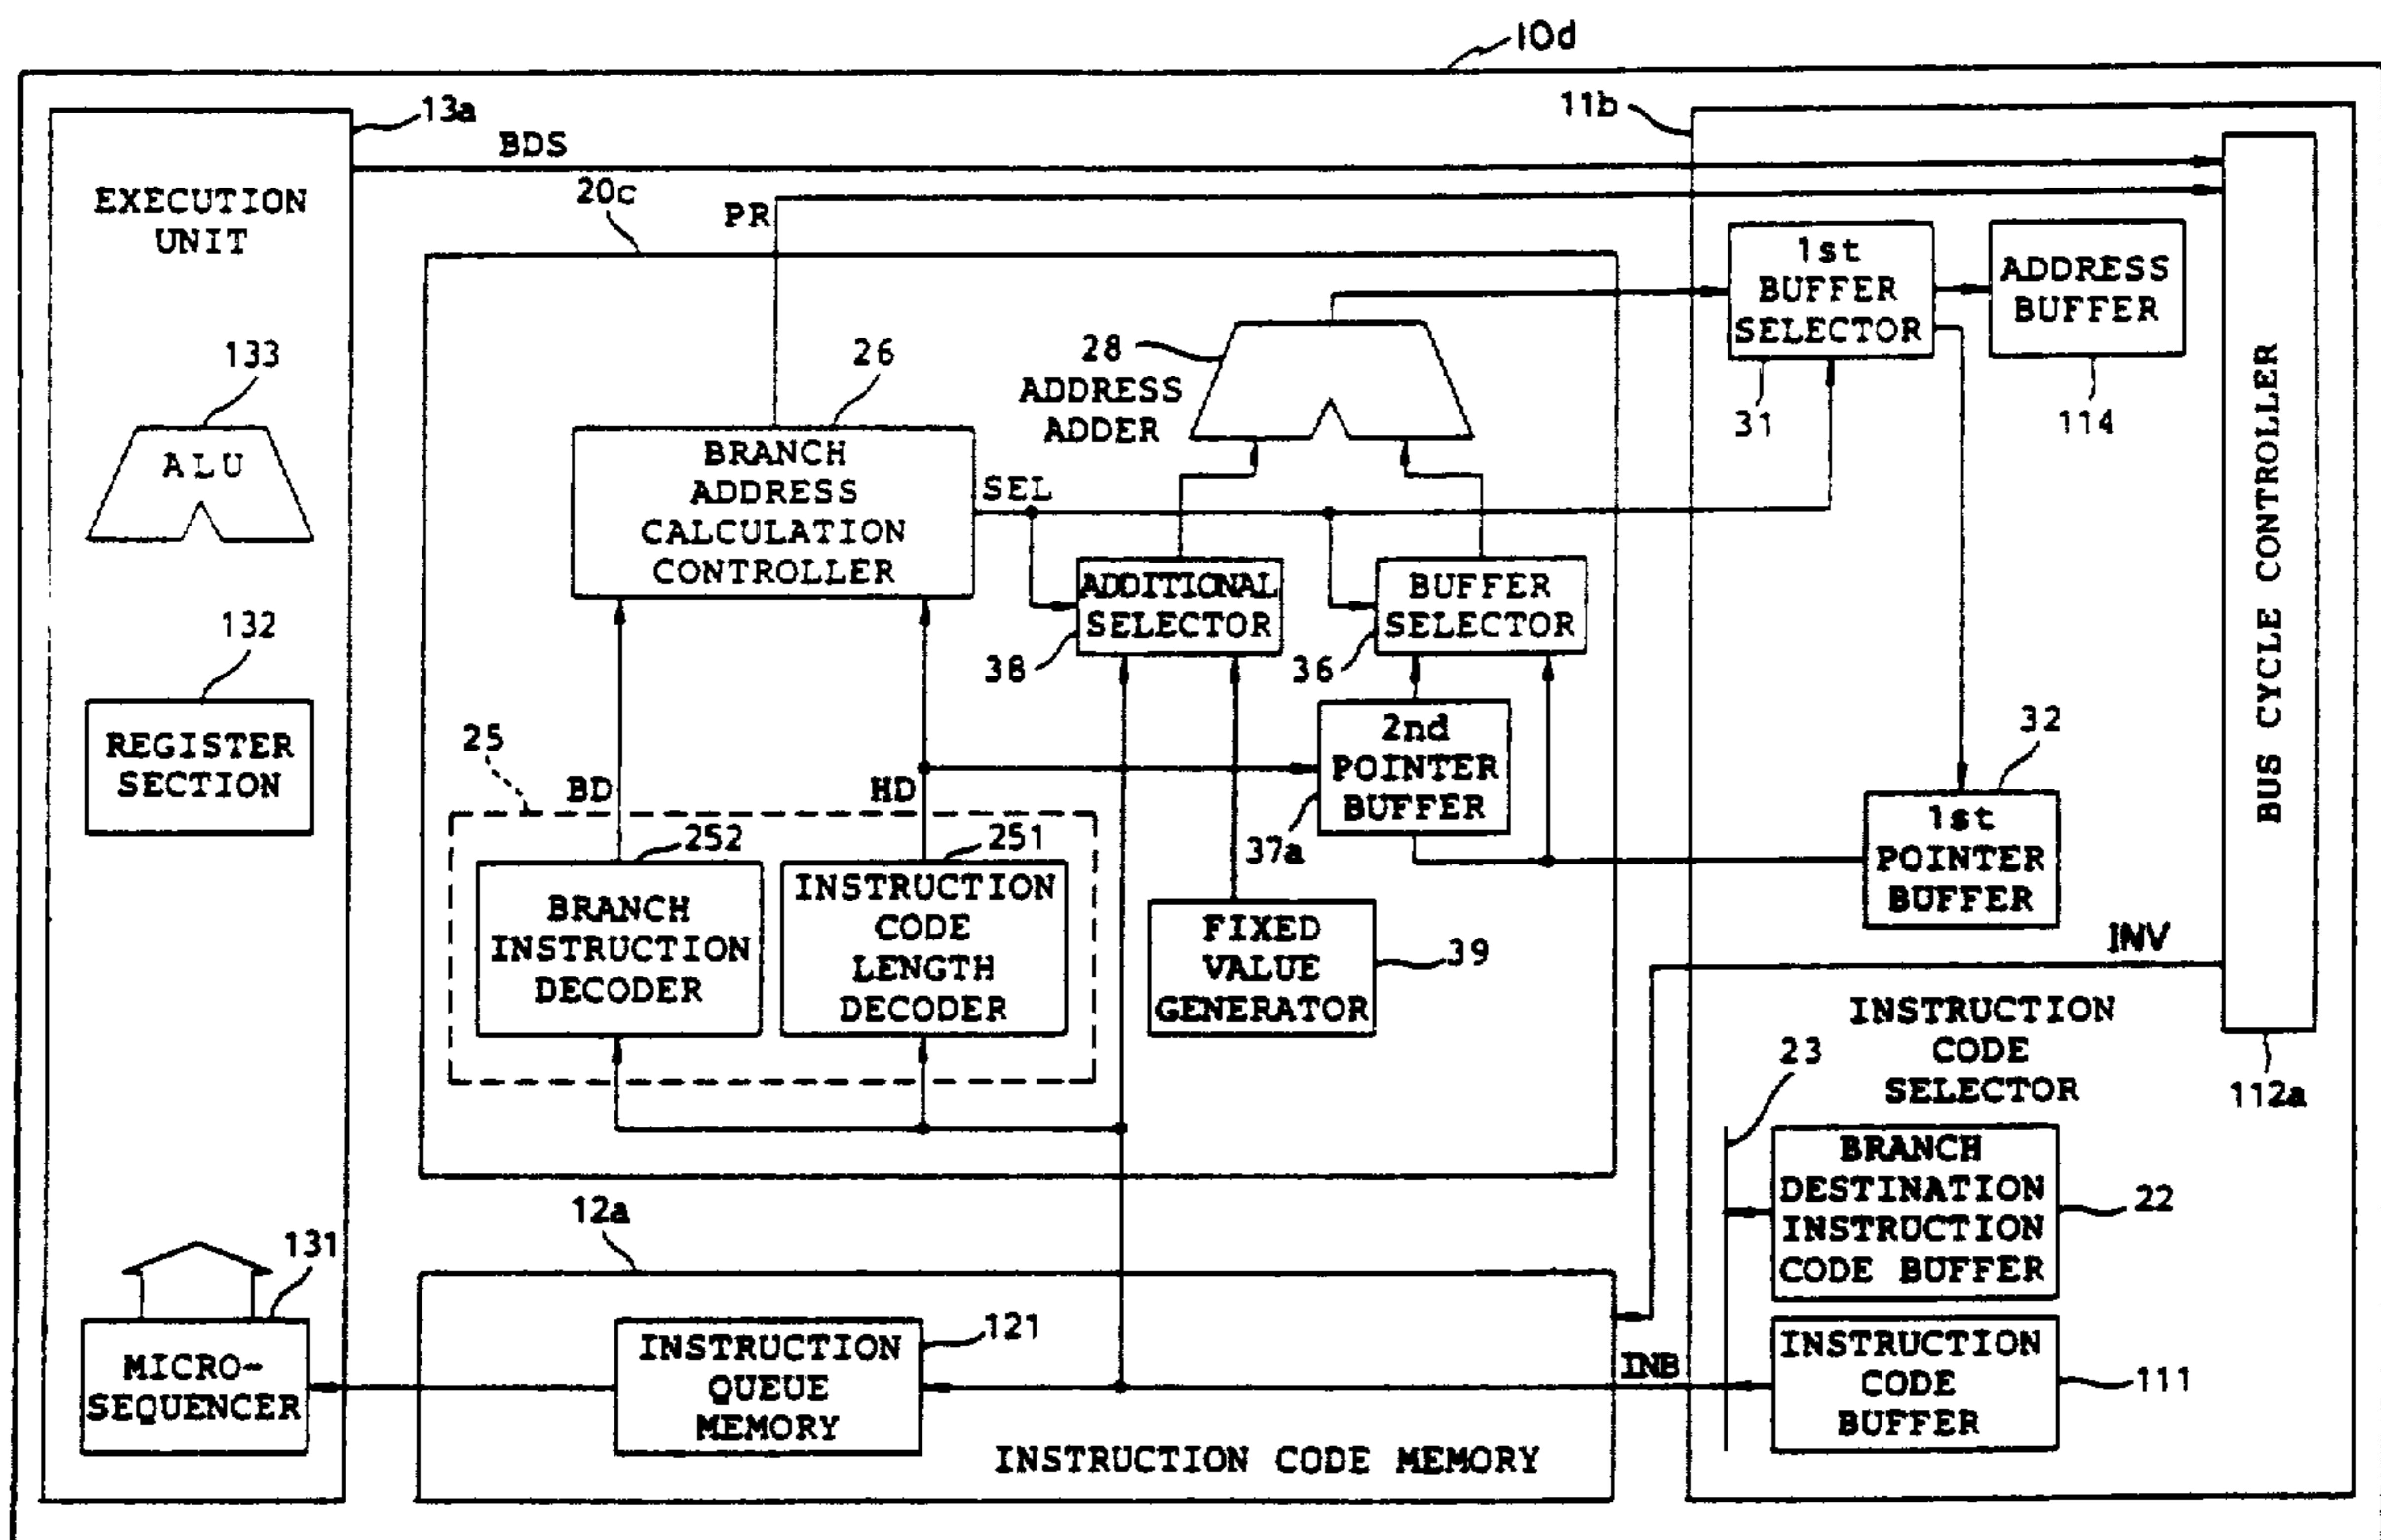 10d
13a
11b
BDS
20c
PR
EXECUTION
UNIT
1st
BUFFER
SELECTOR
ADDRESS
BUFFER
133
26
28
ADDRESS
ADDER
31
114
ALU
BRANCH
ADDRESS
CALCULATION
CONTROLLER
SEL
BUS CYCLE CONTROLLER
ADDITIONAL
SELECTOR
BUFFER
SELECTOR
132
38
36
REGISTER
SECTION
25
BD
HD
2nd
POINTER
BUFFER
32
252
251
37a
1st
POINTER
BUFFER
BRANCH
INSTRUCTION
DECODER
INSTRUCTION
CODE
LENGTH
DECODER
FIXED
VALUE
GENERATOR
39
INV
INSTRUCTION
CODE
SELECTOR
23
112a
BRANCH
DESTINATION
INSTRUCTION
CODE BUFFER
22
12a
131
MICRO-
SEQUENCER
INSTRUCTION
QUEUE
MEMORY
121
INB
INSTRUCTION
CODE
BUFFER
111
INSTRUCTION CODE MEMORY